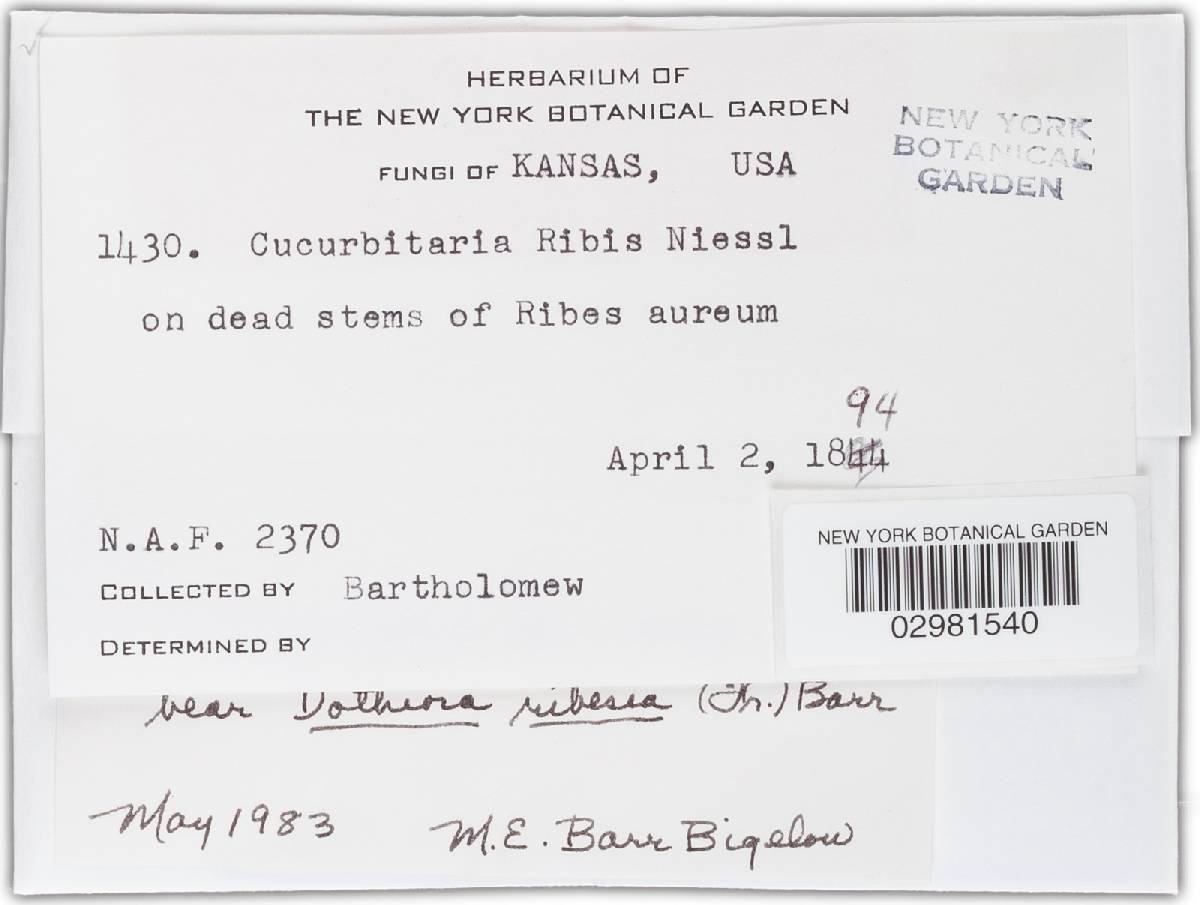 HERBARIUM OF
THE NEW YORK BOTANICAL GARDEN
FUNGI OF KANSAS, USA
NEW YORK
BOTANICAL
GARDEN
1430. Cucurbitaria Ribis Niessl
on dead stems of Ribes aureum
94
April 2, 1844
N.A.F. 2370
COLLECTED BY Bartholomew
DETERMINED BY
NEW YORK BOTANICAL GARDEN
02981540
bear Dothiora ribesia (Fr.) Barr
May 1983 M.E. Barr Bigelow